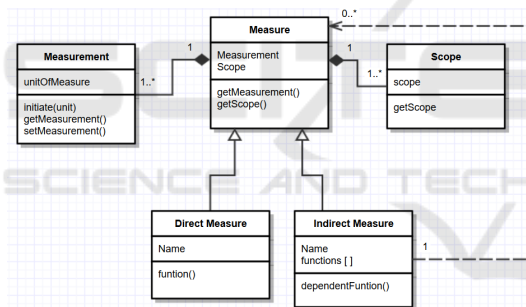 0..*
Measure
Measurement
Scope
getMeasurement()
getScope()
1
1..*
Measurement
unitOfMeasure
initiate(unit)
getMeasurement()
setMeasurement()
1
1..*
Scope
scope
getScope
SCIENCE AND TECH
Direct Measure
Name
funtion()
Indirect Measure
Name
functions [ ]
dependentFuntion()
1